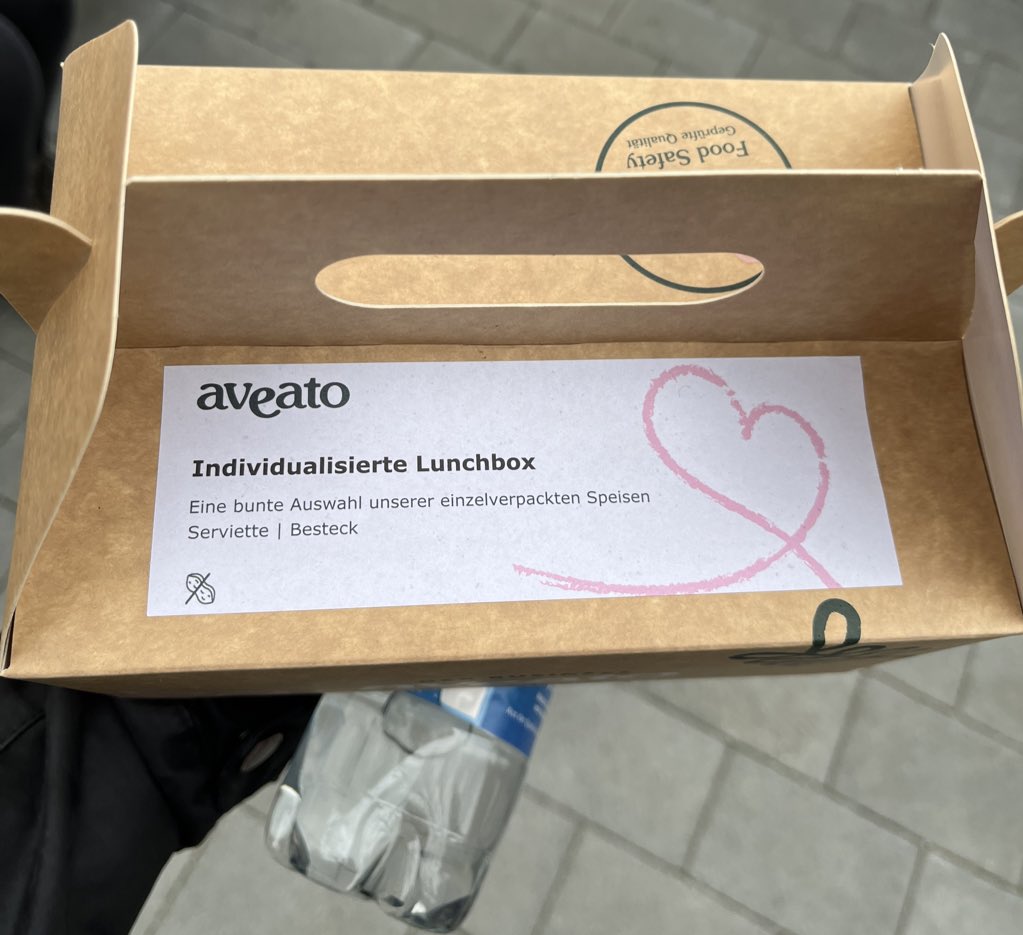 Food Safety
Geprüfte Qualität
aveato
Individualisierte Lunchbox
Eine bunte Auswahl unserer einzelverpackten Speisen
Serviette | Besteck